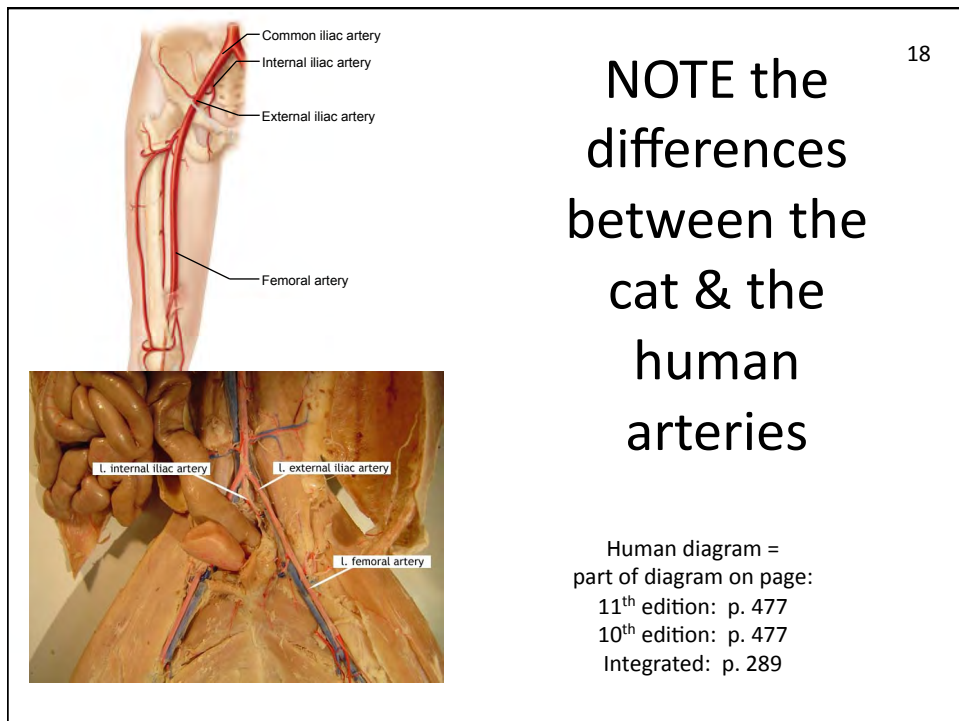 18
Common iliac artery
Internal iliac artery
External iliac artery
Femoral artery
l. internal iliac artery
l. external iliac artery
l. femoral artery
NOTE the
differences
between the
cat & the
human
arteries
Human diagram =
part of diagram on page:
11th edition: p. 477
10th edition: p. 477
Integrated: p. 289